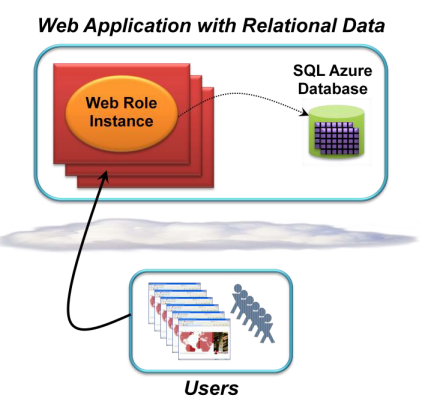 Web Application with Relational Data
SQL Azure
Database
Web Role
Instance
Users